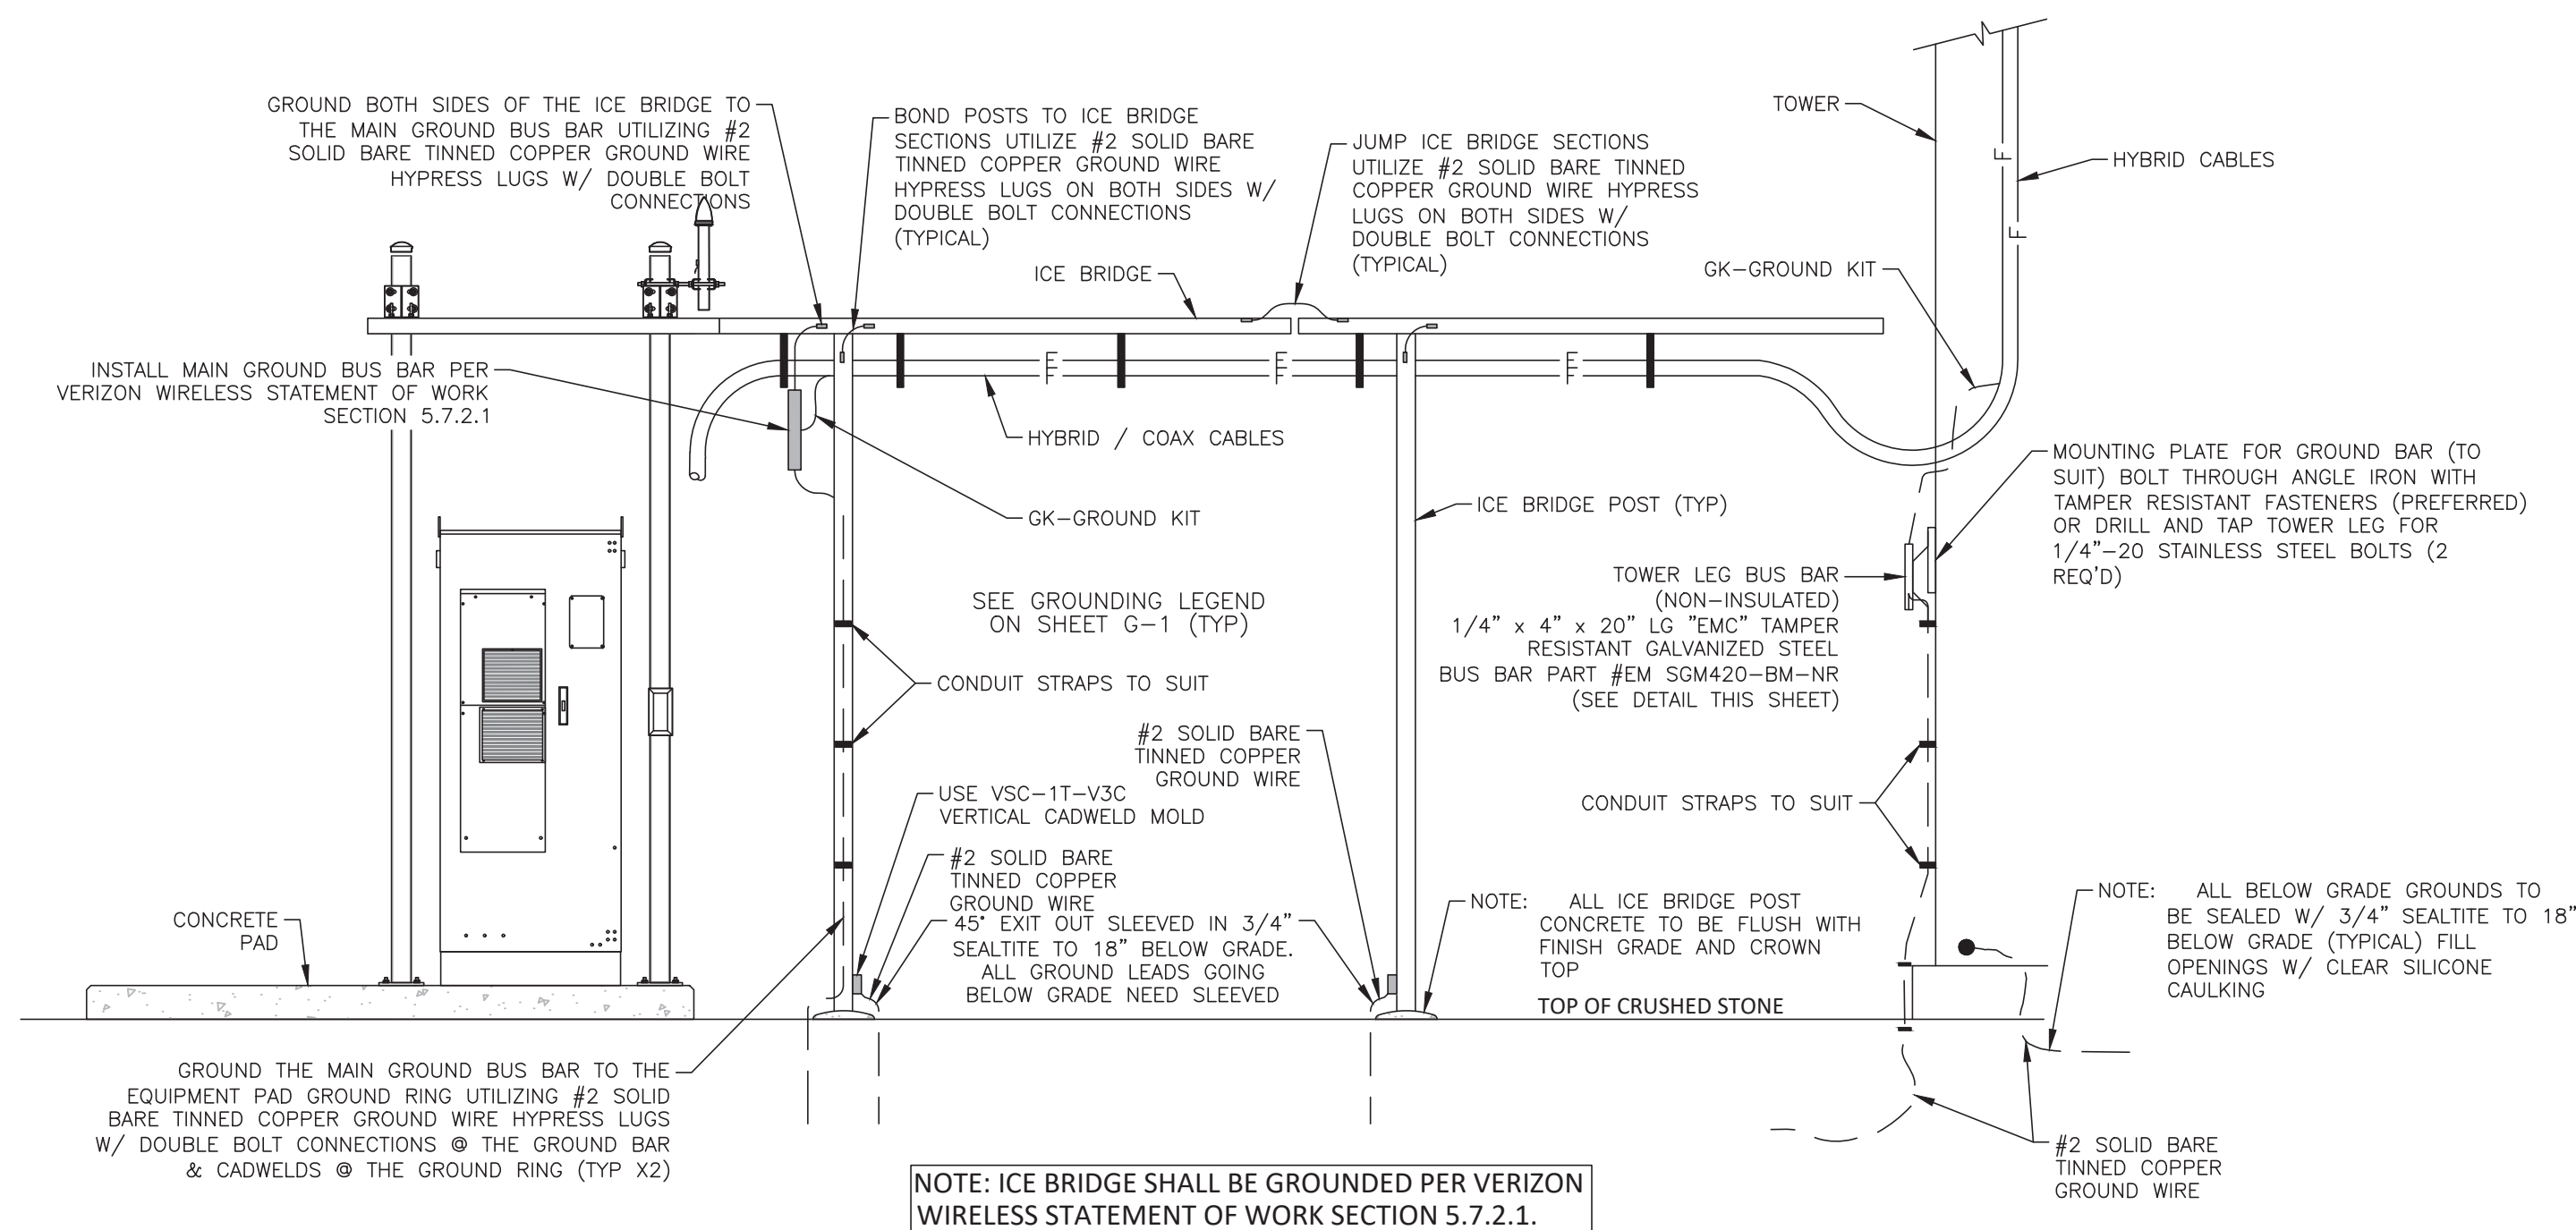 GROUND BOTH SIDES OF THE ICE BRIDGE TO
THE MAIN GROUND BUS BAR UTILIZING #2
SOLID BARE TINNED COPPER GROUND WIRE
HYPRESS LUGS W/ DOUBLE BOLT
CONNECTIONS
BOND POSTS TO ICE BRIDGE
SECTIONS UTILIZE #2 SOLID BARE
TINNED COPPER GROUND WIRE
HYPRESS LUGS ON BOTH SIDES W/
DOUBLE BOLT CONNECTIONS
(TYPICAL)
JUMP ICE BRIDGE SECTIONS
UTILIZE #2 SOLID BARE TINNED
COPPER GROUND WIRE HYPRESS
LUGS ON BOTH SIDES W/
DOUBLE BOLT CONNECTIONS
(TYPICAL)
TOWER
F
HYBRID CABLES
F
ICE BRIDGE
GK-GROUND KIT
INSTALL MAIN GROUND BUS BAR PER
VERIZON WIRELESS STATEMENT OF WORK
SECTION 5.7.2.1
F
F
F
F
F
F
HYBRID / COAX CABLES
GK-GROUND KIT
ICE BRIDGE POST (TYP)
MOUNTING PLATE FOR GROUND BAR (TO
SUIT) BOLT THROUGH ANGLE IRON WITH
TAMPER RESISTANT FASTENERS (PREFERRED)
OR DRILL AND TAP TOWER LEG FOR
1/4"-20 STAINLESS STEEL BOLTS (2
REQ'D)
SEE GROUNDING LEGEND
ON SHEET G-1 (TYP)
TOWER LEG BUS BAR
(NON-INSULATED)
1/4" x 4" x 20" LG "EMC" TAMPER
RESISTANT GALVANIZED STEEL
BUS BAR PART #EM SGM420-BM-NR
(SEE DETAIL THIS SHEET)
CONDUIT STRAPS TO SUIT
#2 SOLID BARE
TINNED COPPER
GROUND WIRE
USE VSC-1T-V3C
VERTICAL CADWELD MOLD
CONDUIT STRAPS TO SUIT
#2 SOLID BARE
TINNED COPPER
GROUND WIRE
45° EXIT OUT SLEEVED IN 3/4"
SEALTITE TO 18" BELOW GRADE.
ALL GROUND LEADS GOING
BELOW GRADE NEED SLEEVED
NOTE: ALL ICE BRIDGE POST
CONCRETE TO BE FLUSH WITH
FINISH GRADE AND CROWN
TOP
NOTE: ALL BELOW GRADE GROUNDS TO
BE SEALED W/ 3/4" SEALTITE TO 18"
BELOW GRADE (TYPICAL) FILL
OPENINGS W/ CLEAR SILICONE
CAULKING
CONCRETE
PAD
TOP OF CRUSHED STONE
GROUND THE MAIN GROUND BUS BAR TO THE
EQUIPMENT PAD GROUND RING UTILIZING #2 SOLID
BARE TINNED COPPER GROUND WIRE HYPRESS LUGS
W/ DOUBLE BOLT CONNECTIONS @ THE GROUND BAR
& CADWELDS @ THE GROUND RING (TYP X2)
#2 SOLID BARE
TINNED COPPER
GROUND WIRE
NOTE: ICE BRIDGE SHALL BE GROUNDED PER VERIZON
WIRELESS STATEMENT OF WORK SECTION 5.7.2.1.